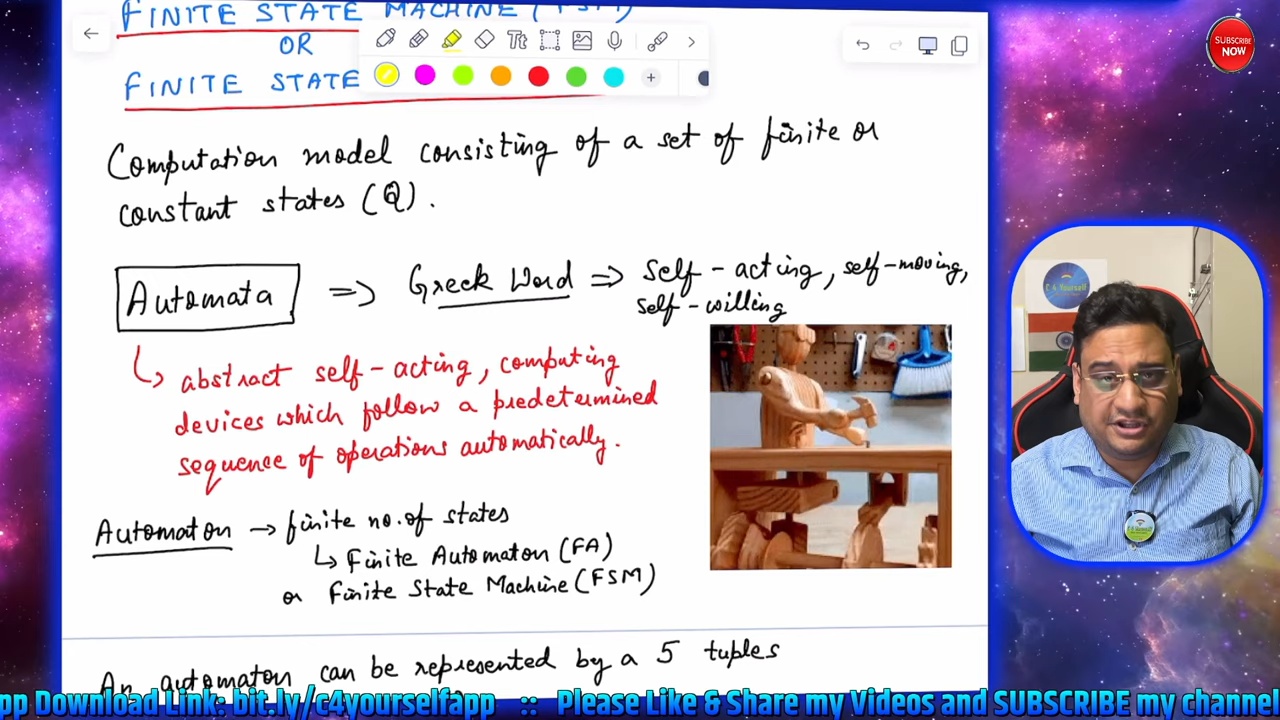 FINITE STATE MACHINE (FSM)
OR
FINITE STATE
Tt
SUBSCRIBE
NOW
Computation model consisting of a set of finite or
constant states (Q).
Automata => Greek Word => Self-acting, self-moving,
self-willing
abstract self-acting, computing
devices which follow a predetermined
sequence of operations automatically.
Automaton → finite no. of states
↳ Finite Automaton (FA)
or Finite State Machine (FSM)
An automaton can be represented by a 5 tuples
pp Download Link: bit.ly/c4yourselfapp :: Please Like & Share my Videos and SUBSCRIBE my channel